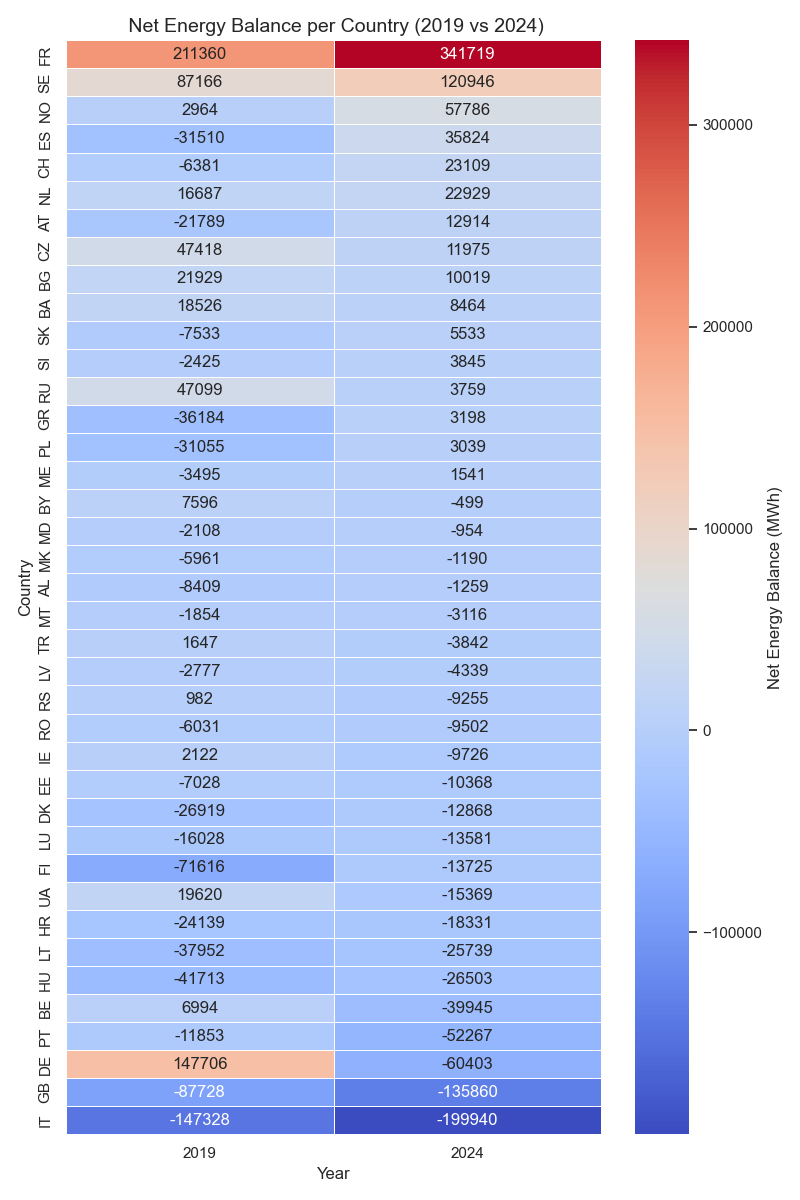 Net Energy Balance per Country (2019 vs 2024)
FR 211360 341719
SE 87166 120946
NO 2964 57786
ES -31510 35824
CH -6381 23109
NL 16687 22929
AT -21789 12914
CZ 47418 11975
BG 21929 10019
BA 18526 8464
SK -7533 5533
SI -2425 3845
RU 47099 3759
GR -36184 3198
PL -31055 3039
ME -3495 1541
BY 7596 -499
MD -2108 -954
MK -5961 -1190
AL -8409 -1259
MT -1854 -3116
TR 1647 -3842
LV -2777 -4339
RS 982 -9255
RO -6031 -9502
IE 2122 -9726
EE -7028 -10368
DK -26919 -12868
LU -16028 -13581
FI -71616 -13725
UA 19620 -15369
HR -24139 -18331
LT -37952 -25739
HU -41713 -26503
BE 6994 -39945
PT -11853 -52267
DE 147706 -60403
GB -87728 -135860
IT -147328 -199940
2019 2024
Year
Country
300000
200000
100000
0
−100000
Net Energy Balance (MWh)